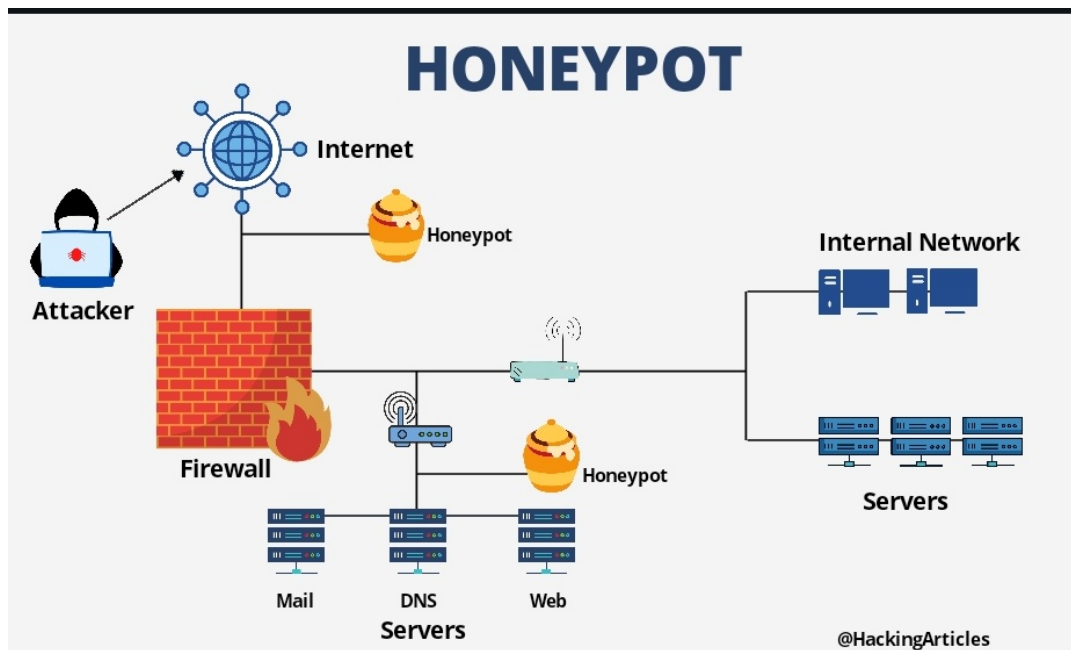 HONEYPOT
Internet
Honeypot
Attacker
Internal Network
Firewall
Honeypot
Servers
Mail
DNS
Web
Servers
@HackingArticles